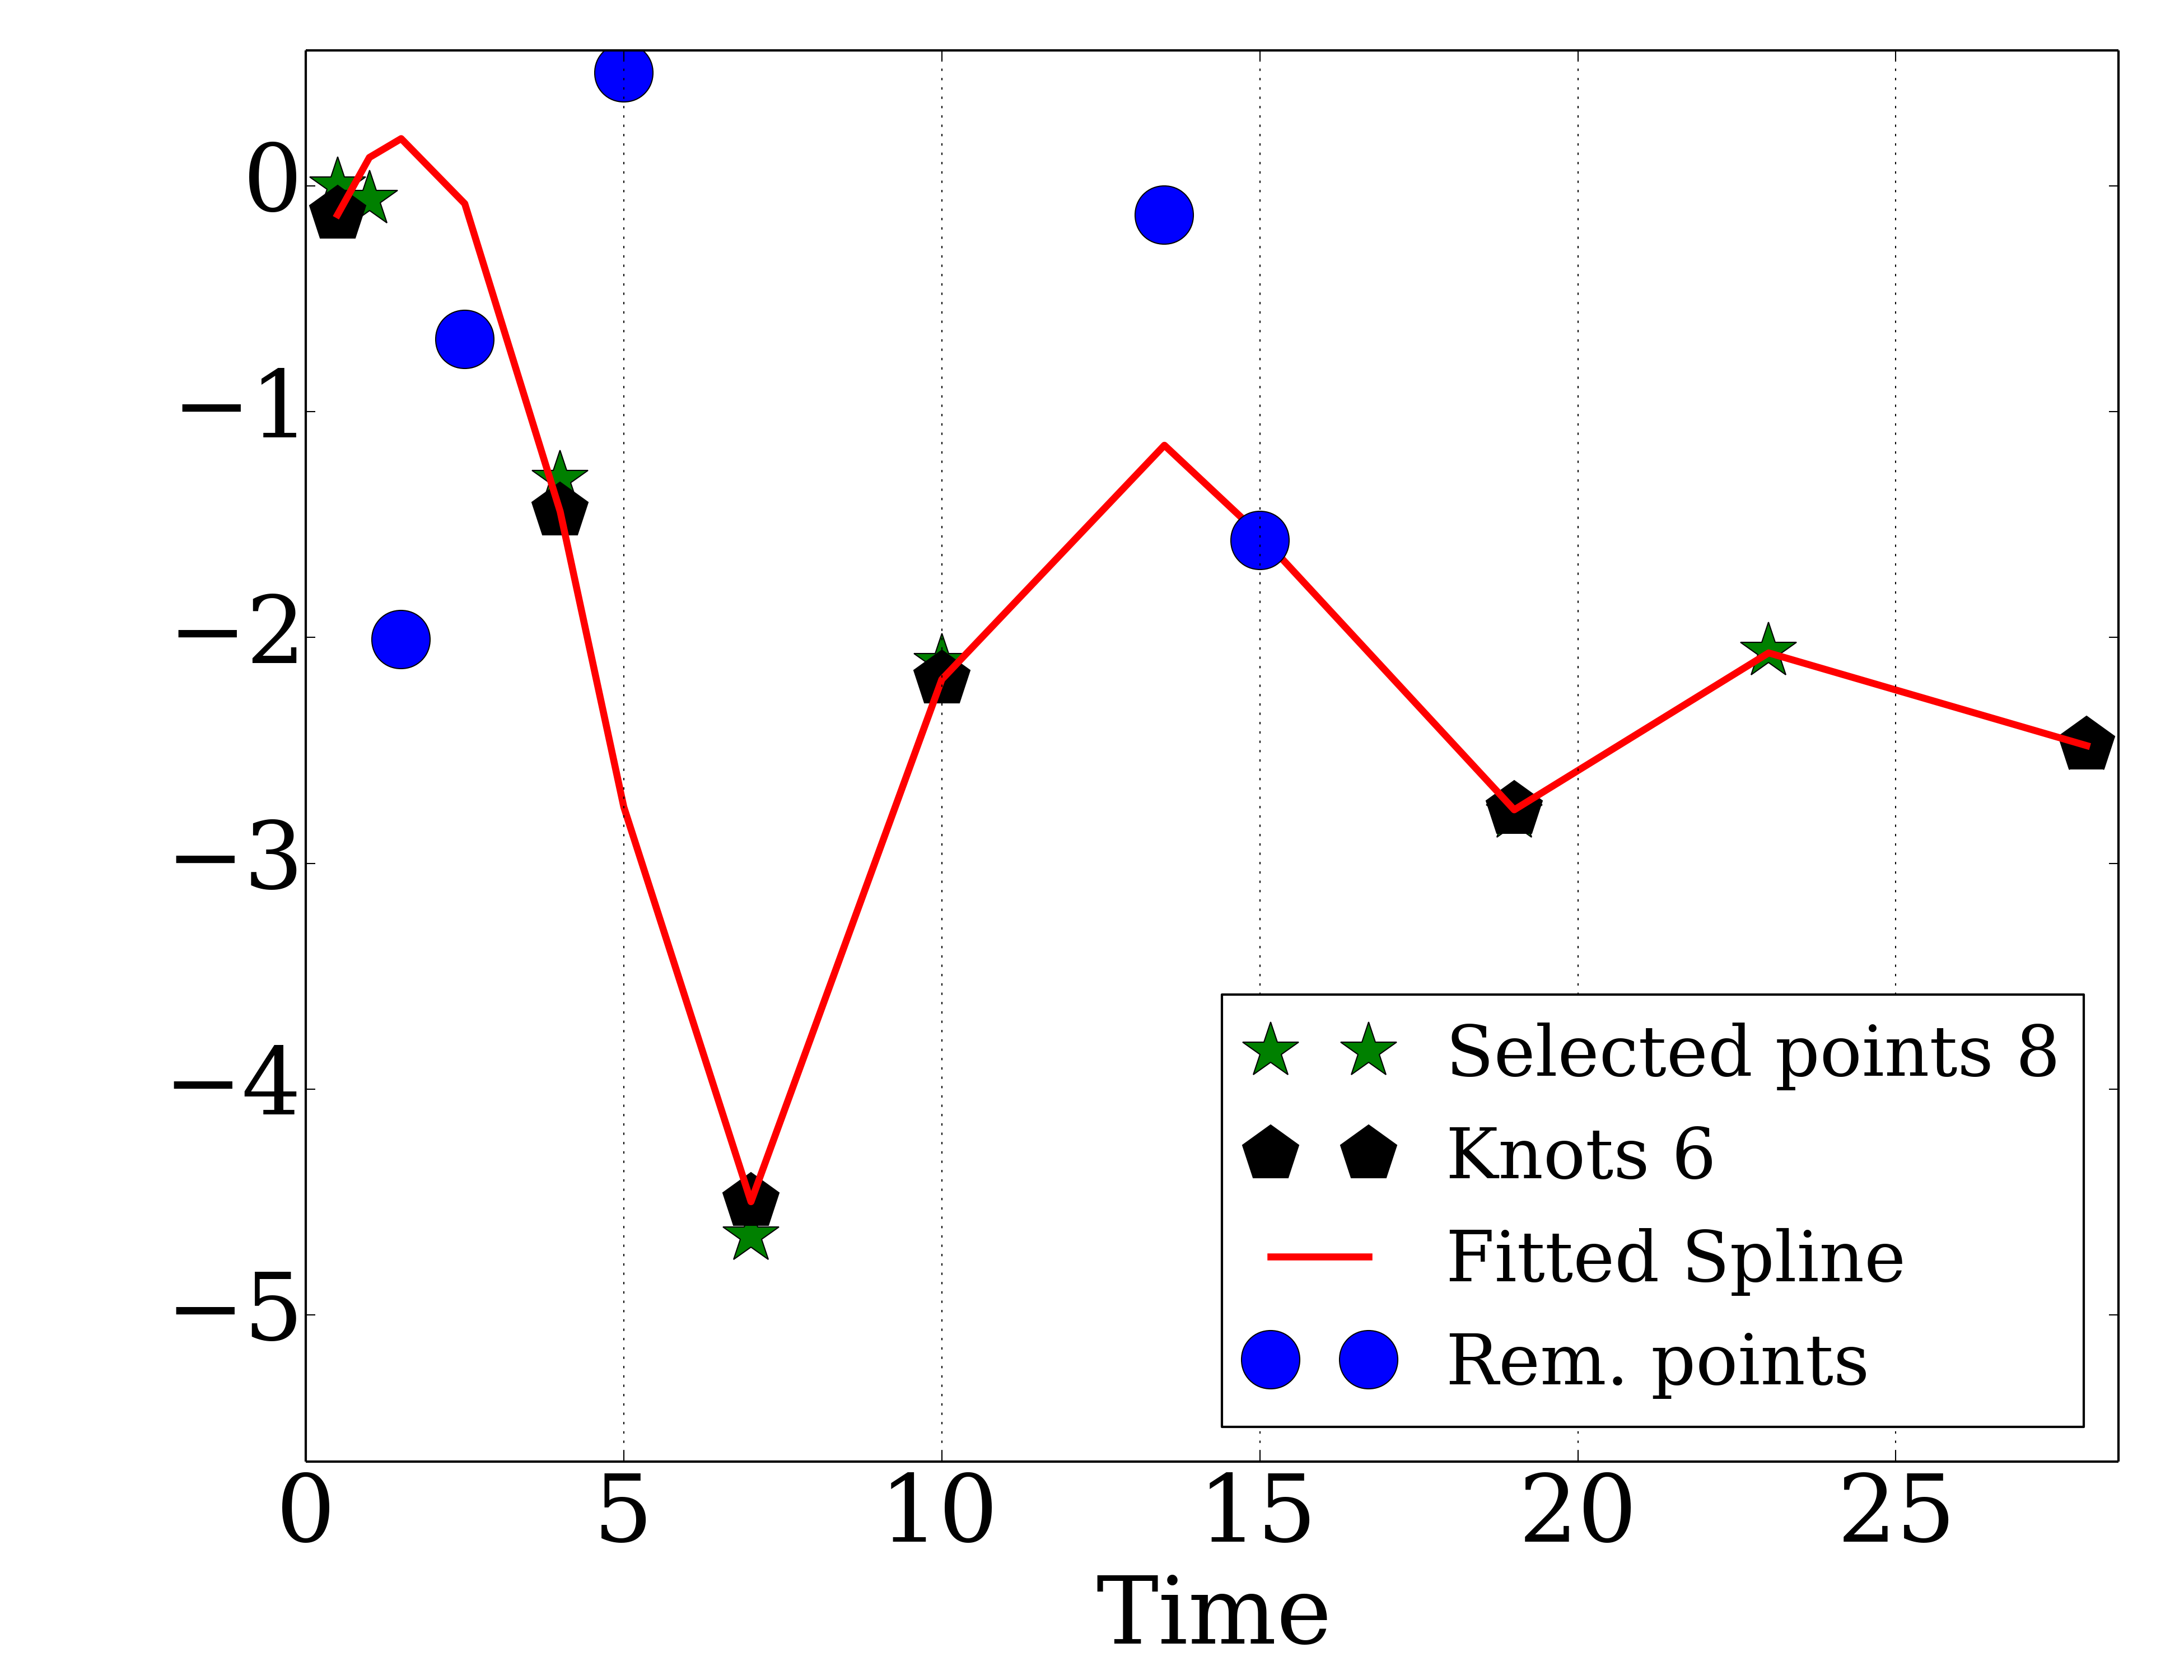 0
−1
−2
−3
−4
−5
Selected points 8
Knots 6
Fitted Spline
Rem. points
0 5 10 15 20 25
Time